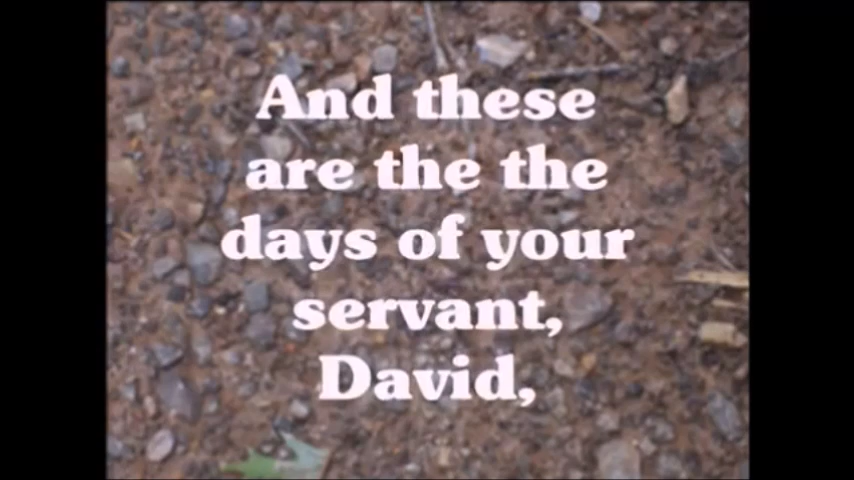 And these
are the the
days of your
servant,
David,